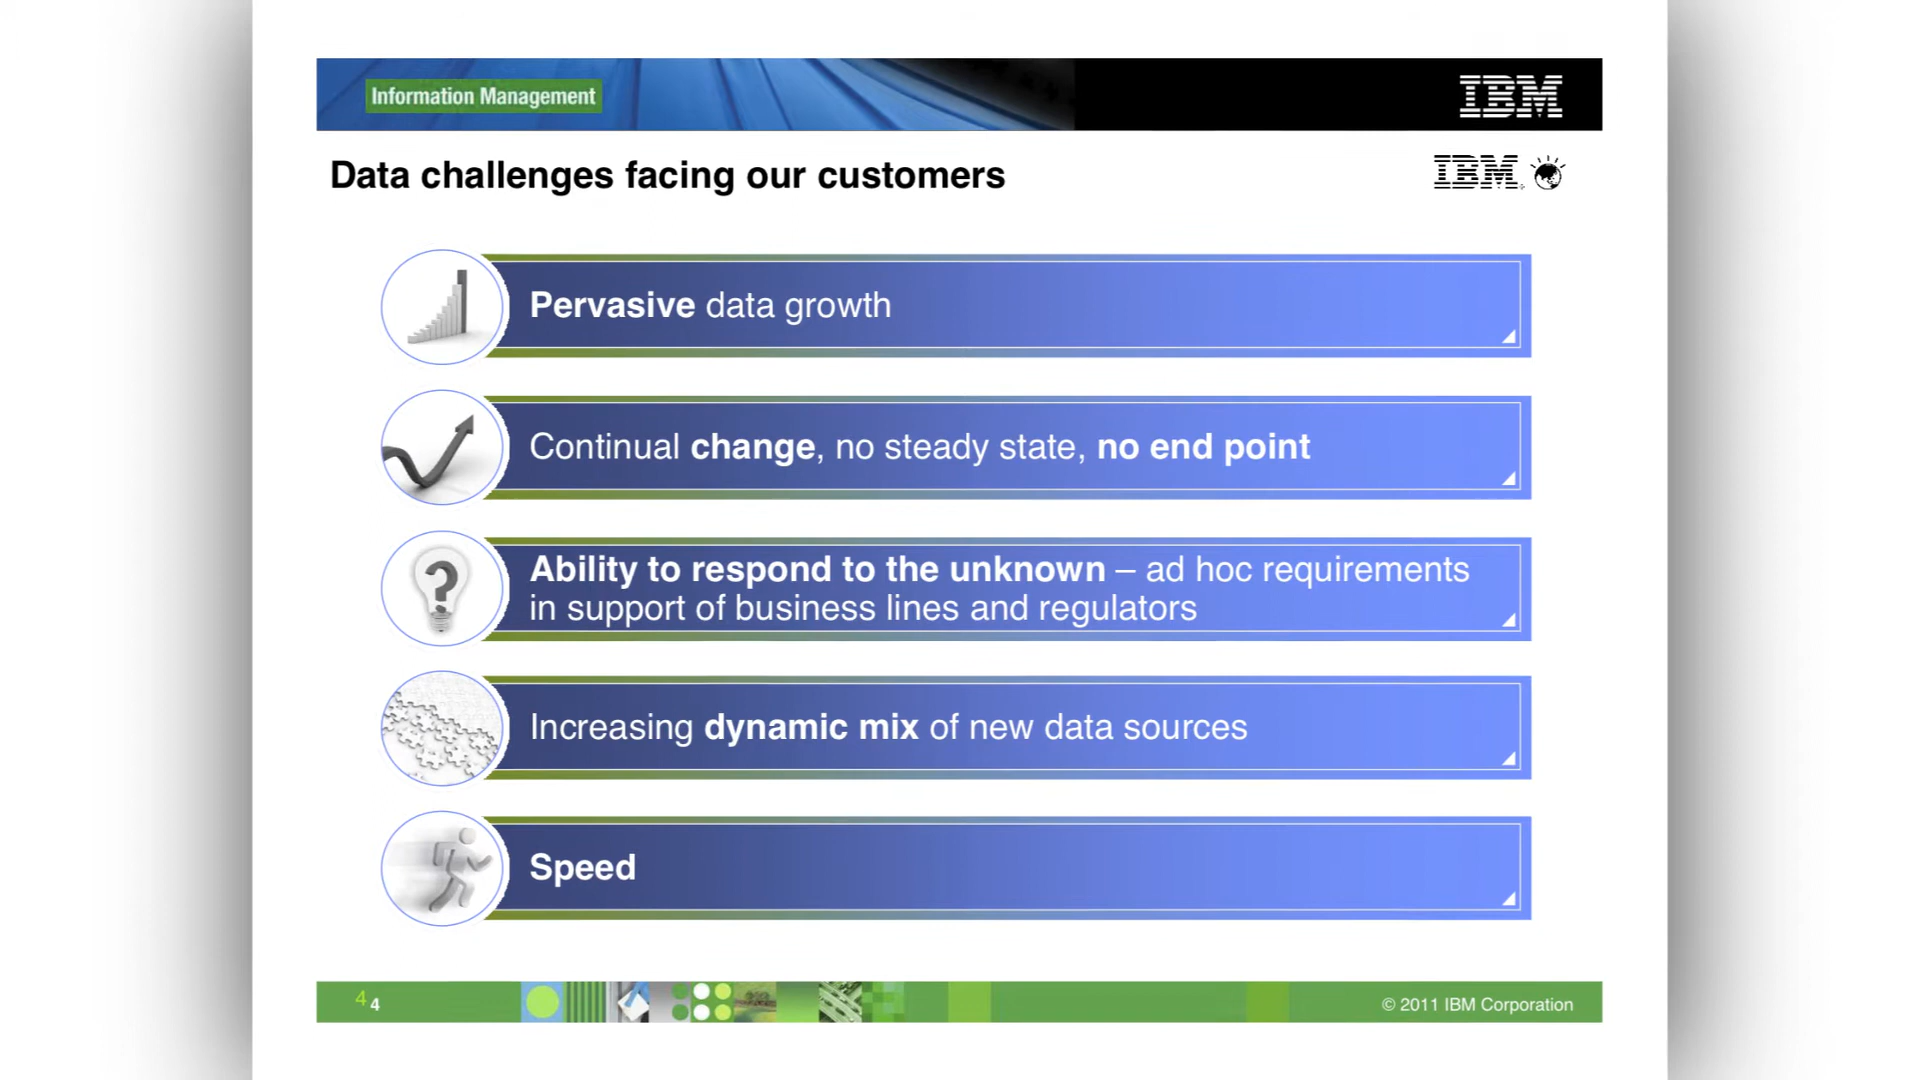 Information Management
IBM
Data challenges facing our customers
IBM
Pervasive data growth
Continual change, no steady state, no end point
?
Ability to respond to the unknown – ad hoc requirements
in support of business lines and regulators
Increasing dynamic mix of new data sources
Speed
4 4
© 2011 IBM Corporation